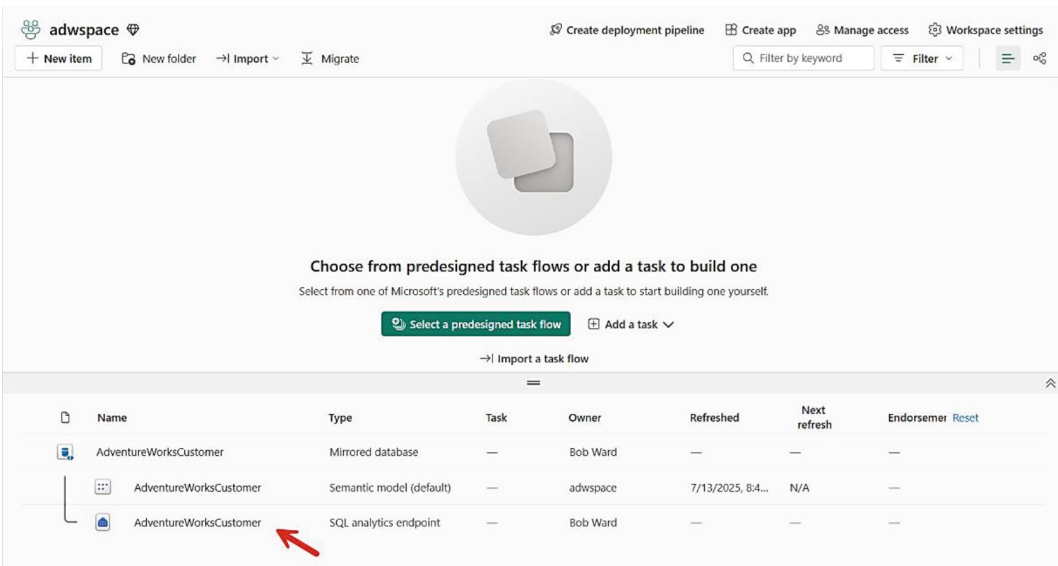 adwspace
Create deployment pipeline Create app Manage access Workspace settings
New item New folder Import Migrate Filter by keyword Filter
Choose from predesigned task flows or add a task to build one
Select from one of Microsoft's predesigned task flows or add a task to start building one yourself.
Select a predesigned task flow Add a task
Import a task flow
Name Type Task Owner Refreshed Next refresh Endorsemer Reset
AdventureWorksCustomer Mirrored database — Bob Ward — — —
AdventureWorksCustomer Semantic model (default) — adwspace 7/13/2025, 8:4... N/A —
AdventureWorksCustomer SQL analytics endpoint — Bob Ward — — —